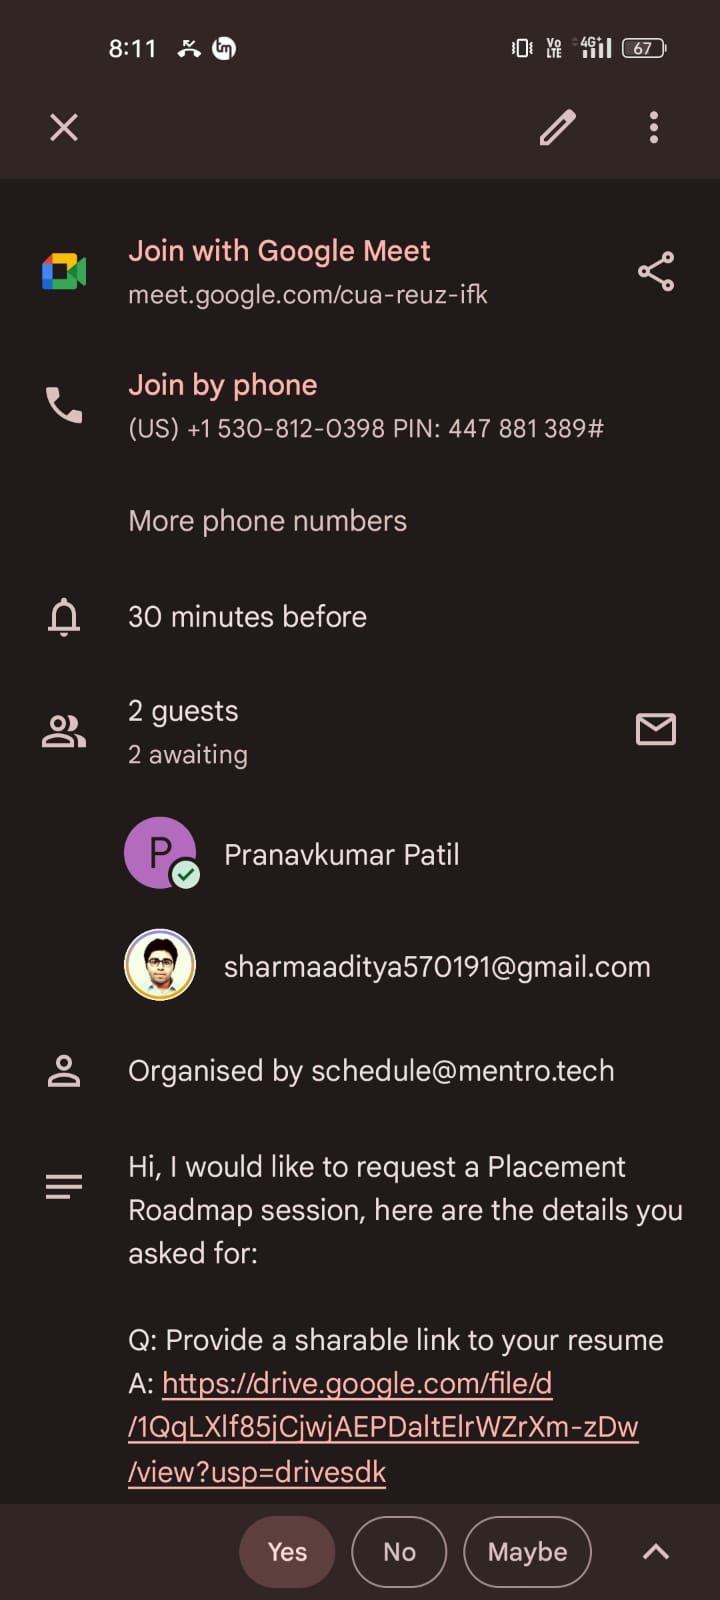 8:11
Vo
LTE
4G+
67
Join with Google Meet
meet.google.com/cua-reuz-ifk
Join by phone
(US) +1 530-812-0398 PIN: 447 881 389#
More phone numbers
30 minutes before
2 guests
2 awaiting
P
Pranavkumar Patil
sharmaaditya570191@gmail.com
Organised by schedule@mentro.tech
Hi, I would like to request a Placement
Roadmap session, here are the details you
asked for:
Q: Provide a sharable link to your resume
A: https://drive.google.com/file/d
/1QqLXlf85jCjwjAEPDaltElrWZrXm-zDw
/view?usp=drivesdk
Yes
No
Maybe